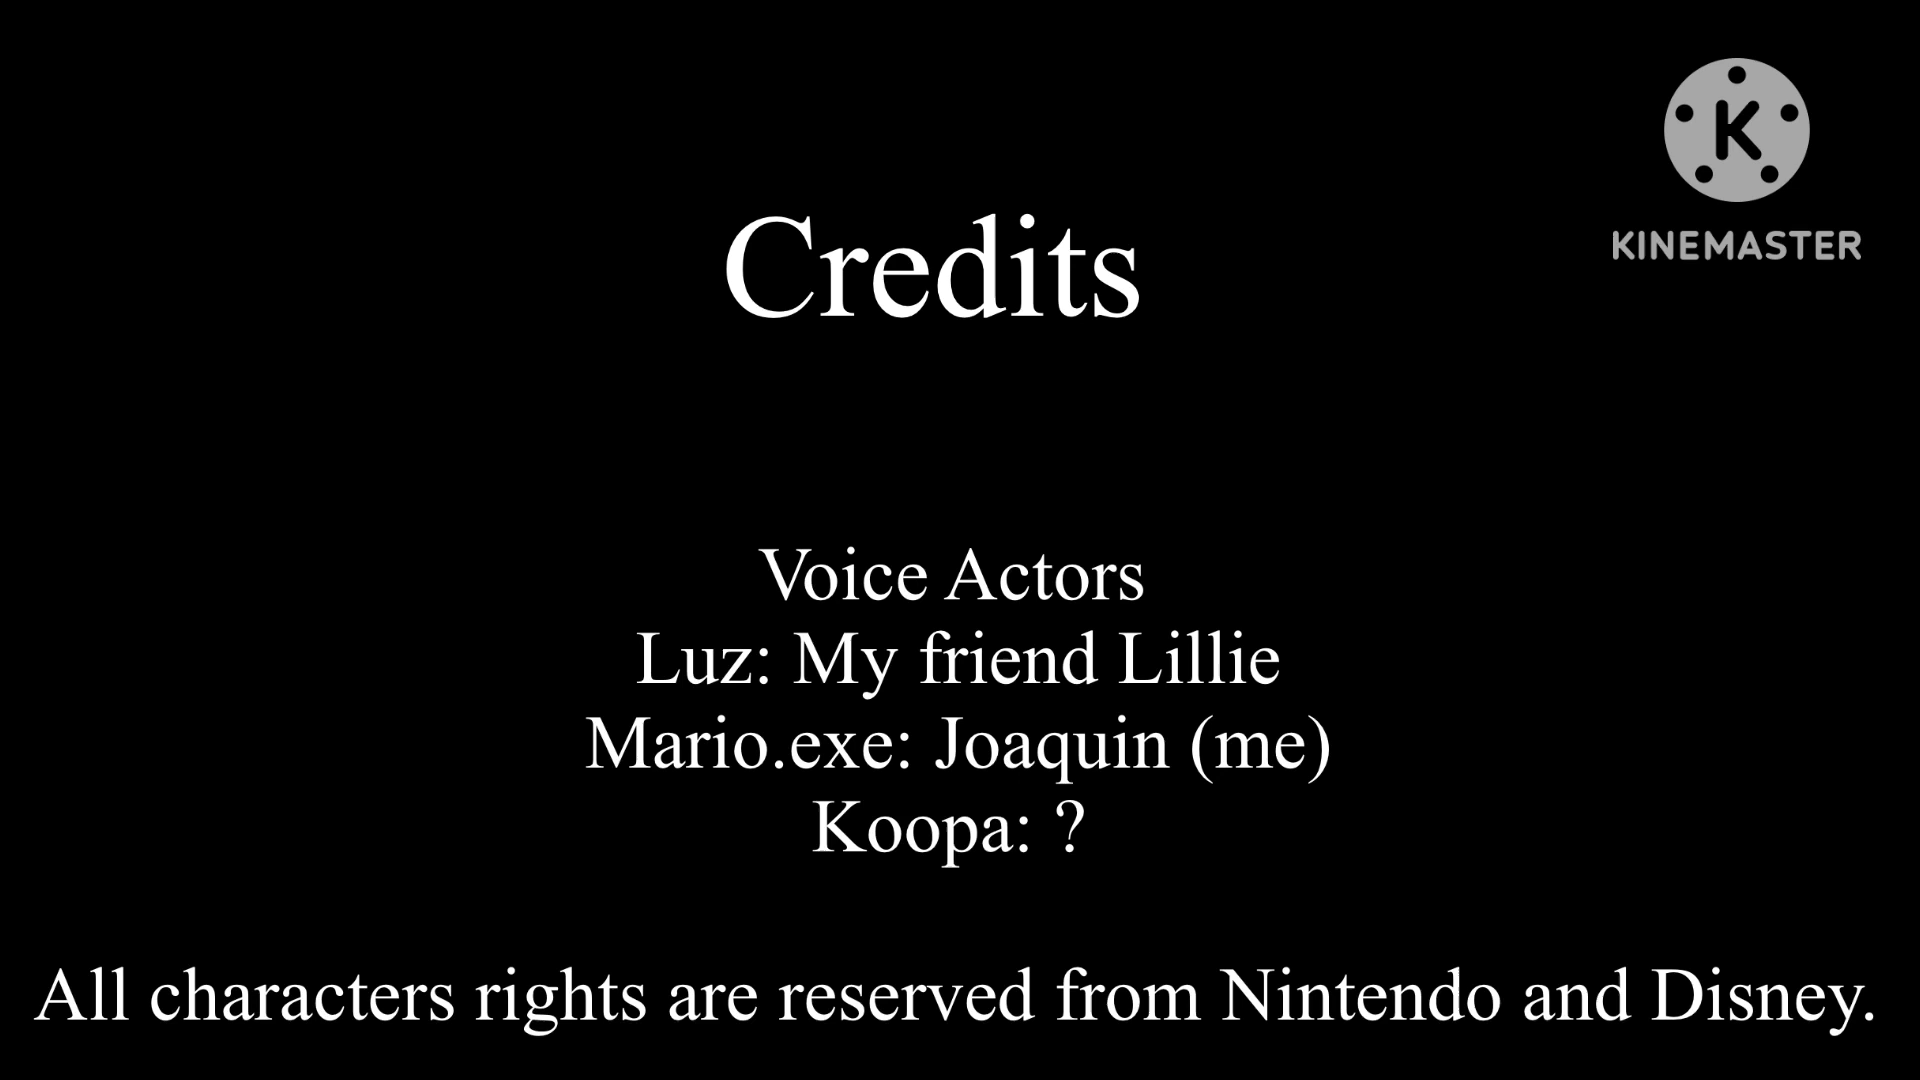 K
KINEMASTER
Credits
Voice Actors
Luz: My friend Lillie
Mario.exe: Joaquin (me)
Koopa: ?
All characters rights are reserved from Nintendo and Disney.